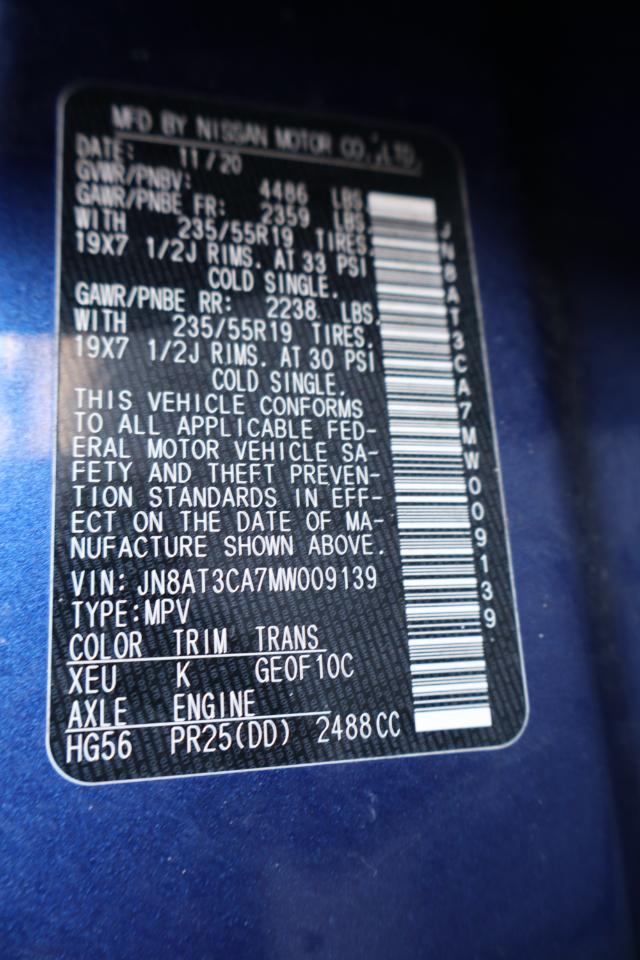 MFD BY NISSAN MOTOR CO.,LTD.
DATE: 11/20
GVWR/PNBV: 4486 LBS
GAWR/PNBE FR: 2359 LBS.
WITH 235/55R19 TIRES.
19X7 1/2J RIMS. AT 33 PSI
COLD SINGLE.
GAWR/PNBE RR: 2238 LBS.
WITH 235/55R19 TIRES.
19X7 1/2J RIMS. AT 30 PSI
COLD SINGLE.
THIS VEHICLE CONFORMS
TO ALL APPLICABLE FED-
ERAL MOTOR VEHICLE SA-
FETY AND THEFT PREVEN-
TION STANDARDS IN EFF-
ECT ON THE DATE OF MA-
NUFACTURE SHOWN ABOVE.
VIN: JN8AT3CA7MW009139
TYPE:MPV
COLOR TRIM TRANS
XEU K GE0F10C
AXLE ENGINE
HG56 PR25(DD) 2488CC
JN8AT3CA7MW009139